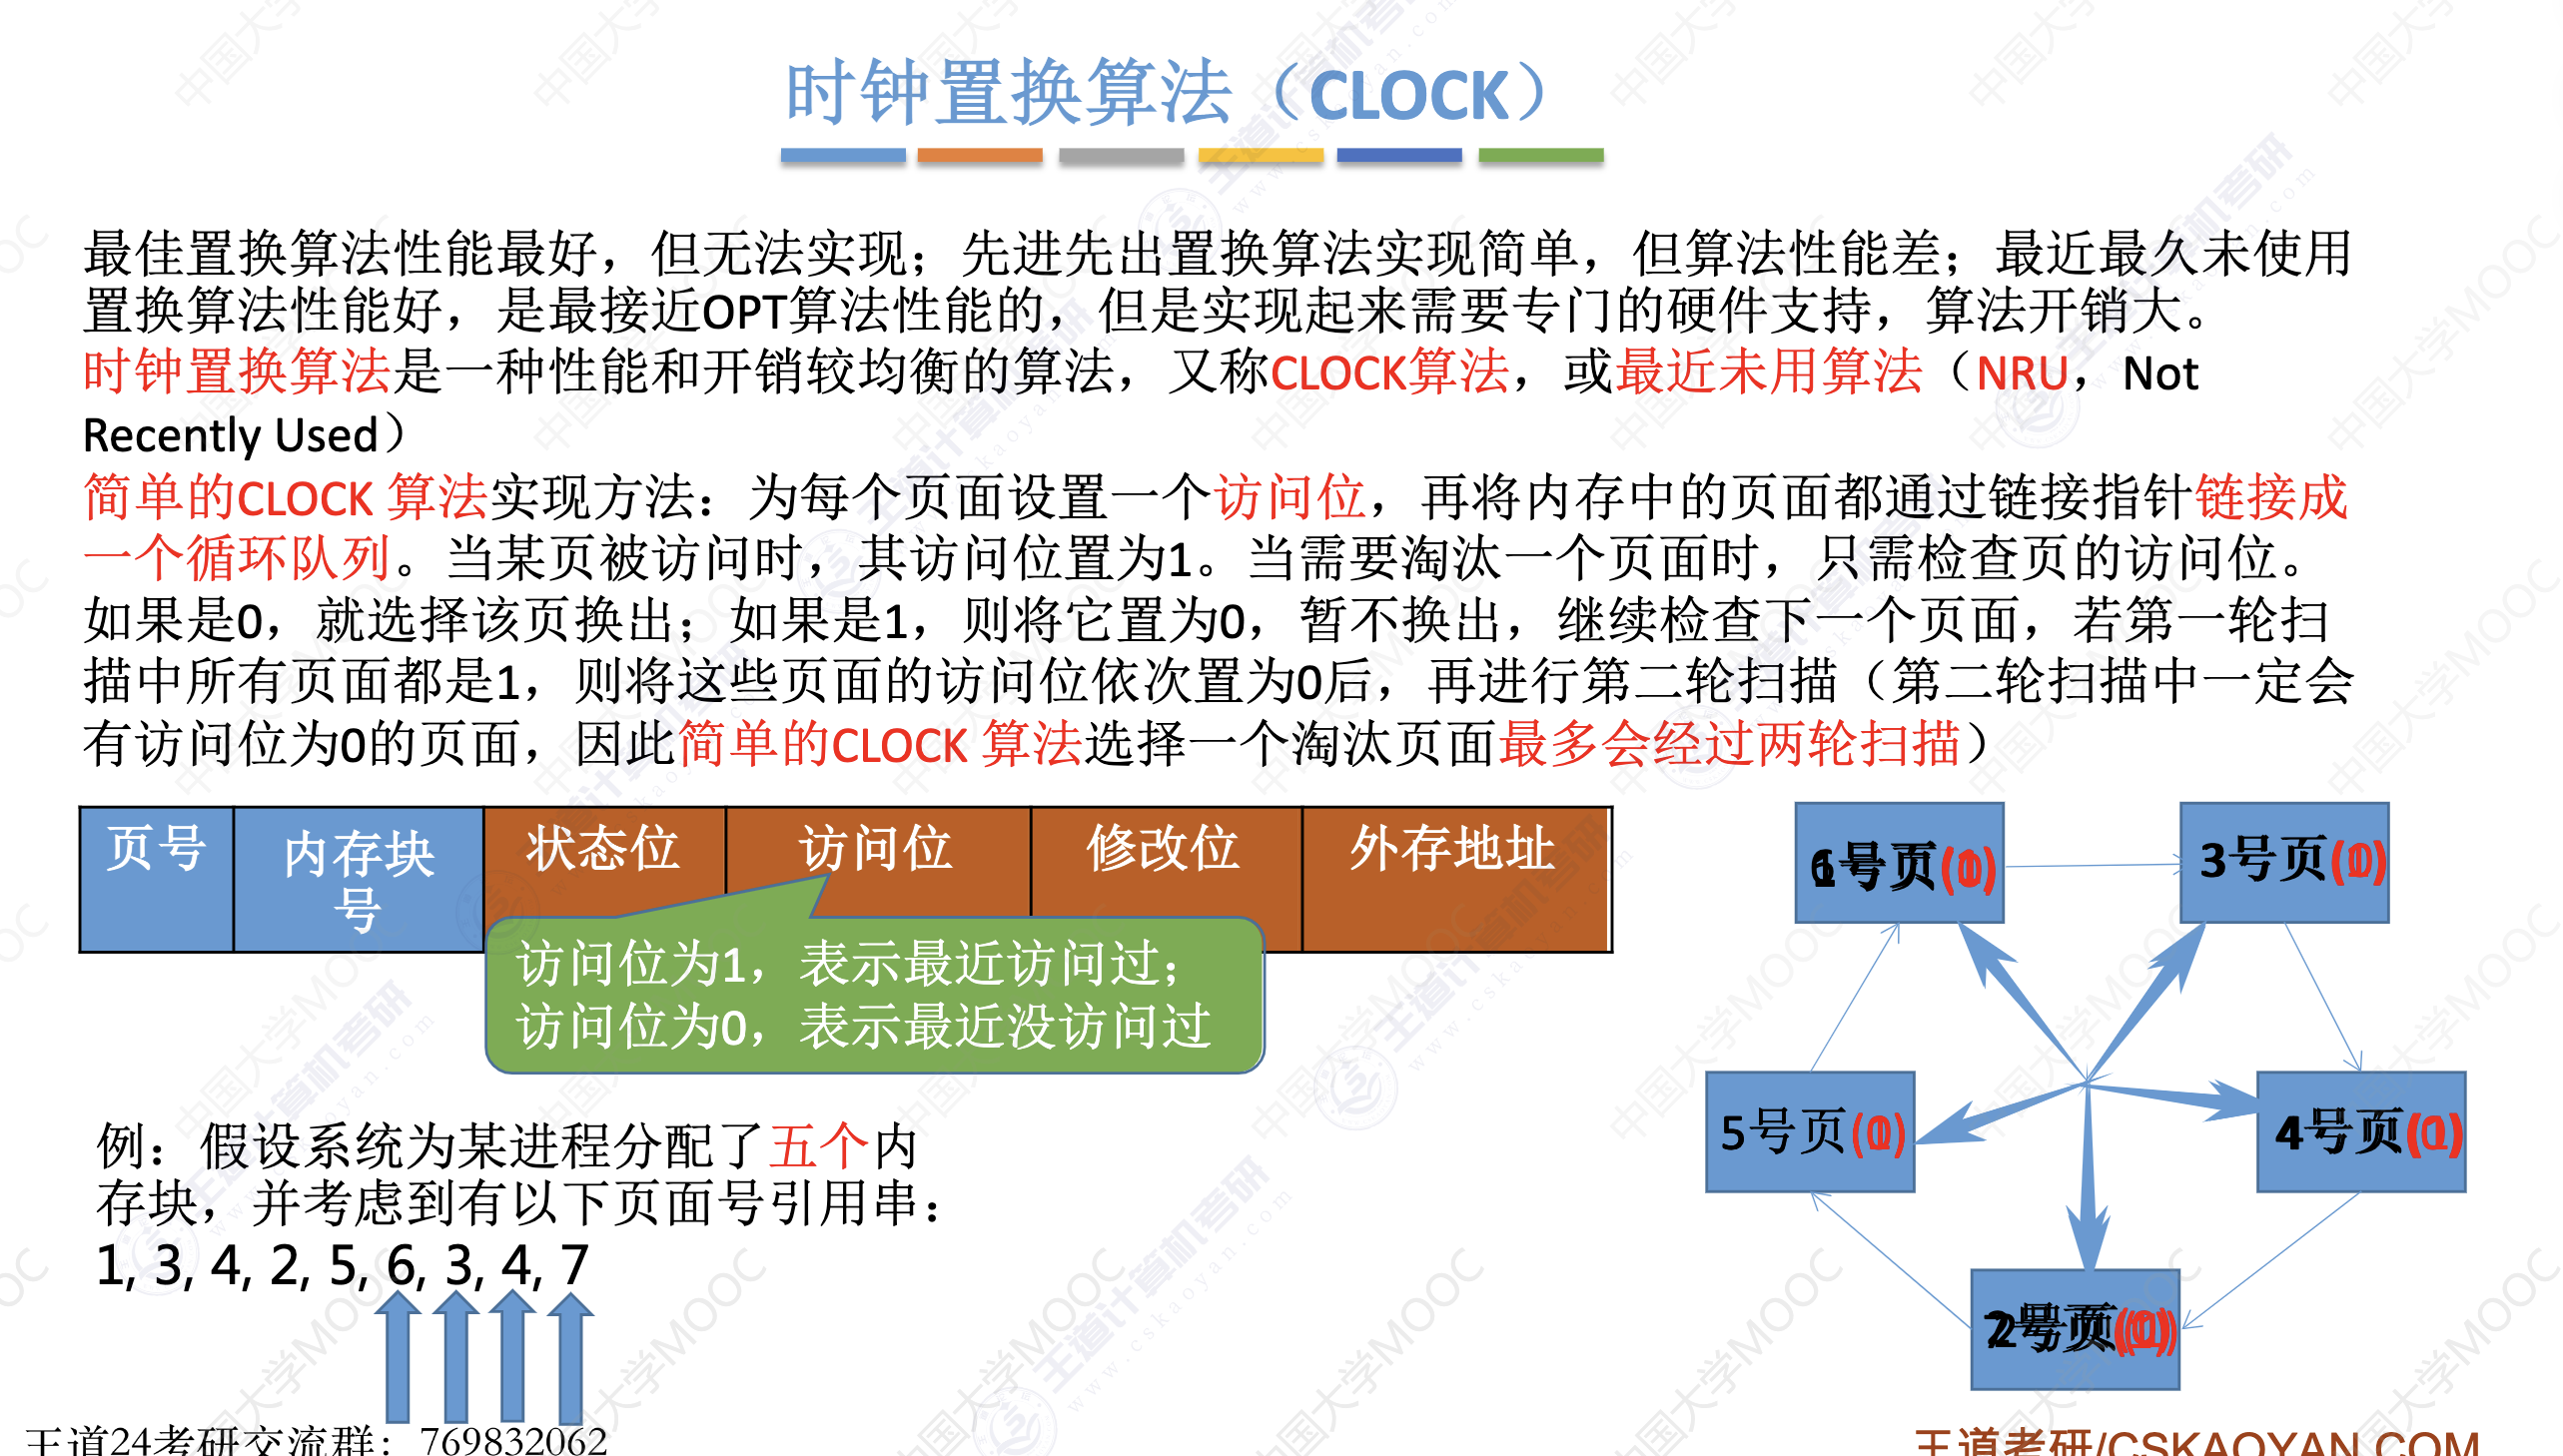 时钟置换算法（CLOCK）
最佳置换算法性能最好，但无法实现；先进先出置换算法实现简单，但算法性能差；最近最久未使用
置换算法性能好，是最接近OPT算法性能的，但是实现起来需要专门的硬件支持，算法开销大。
时钟置换算法是一种性能和开销较均衡的算法，又称CLOCK算法，或最近未用算法（NRU，Not
Recently Used）
简单的CLOCK 算法实现方法：为每个页面设置一个访问位，再将内存中的页面都通过链接指针链接成
一个循环队列。当某页被访问时，其访问位置为1。当需要淘汰一个页面时，只需检查页的访问位。
如果是0，就选择该页换出；如果是1，则将它置为0，暂不换出，继续检查下一个页面，若第一轮扫
描中所有页面都是1，则将这些页面的访问位依次置为0后，再进行第二轮扫描（第二轮扫描中一定会
有访问位为0的页面，因此简单的CLOCK 算法选择一个淘汰页面最多会经过两轮扫描）
页号 内存块号 状态位 访问位 修改位 外存地址
访问位为1，表示最近访问过；
访问位为0，表示最近没访问过
号页
3号页
5号页
4号页
号页
例：假设系统为某进程分配了五个内
存块，并考虑到有以下页面号引用串：
1, 3, 4, 2, 5, 6, 3, 4, 7
王道24考研交流群：769832062
王道考研/CSKAOYAN.COM
中国大学MOOC
王道计算机考研
www.cskaoyan.com